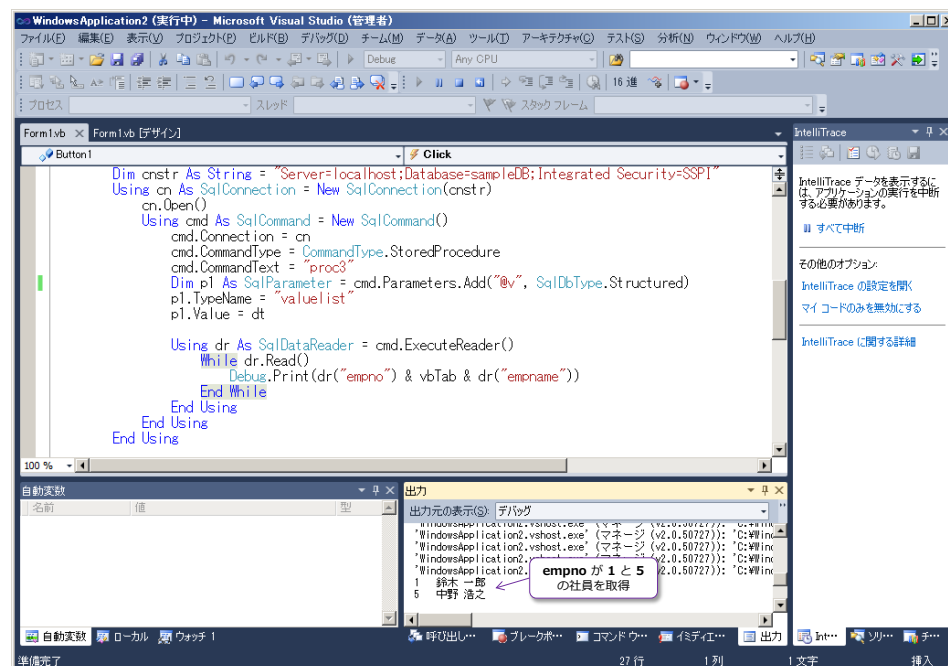 WindowsApplication2 (実行中) - Microsoft Visual Studio (管理者)
ファイル(F) 編集(E) 表示(V) プロジェクト(P) ビルド(B) デバッグ(D) チーム(M) データ(A) ツール(T) アーキテクチャ(C) テスト(S) 分析(N) ウィンドウ(W) ヘルプ(H)
Debug Any CPU
16 進
プロセス スレッド スタック フレーム
Form1.vb Form1.vb [デザイン]
Button1 Click
Dim cnstr As String = "Server=localhost;Database=sampleDB;Integrated Security=SSPI"
Using cn As SqlConnection = New SqlConnection(cnstr)
cn.Open()
Using cmd As SqlCommand = New SqlCommand()
cmd.Connection = cn
cmd.CommandType = CommandType.StoredProcedure
cmd.CommandText = "proc3"
Dim p1 As SqlParameter = cmd.Parameters.Add("@v", SqlDbType.Structured)
p1.TypeName = "valuelist"
p1.Value = dt
Using dr As SqlDataReader = cmd.ExecuteReader()
While dr.Read()
Debug.Print(dr("empno") & vbTab & dr("empname"))
End While
End Using
End Using
End Using
100 %
IntelliTrace
IntelliTrace データを表示するに
は、アプリケーションの実行を中断
する必要があります。
すべて中断
その他のオプション:
IntelliTrace の設定を開く
マイ コードのみを無効にする
IntelliTrace に関する詳細
自動変数
名前 値 型
出力
出力元の表示(S): デバッグ
'WindowsApplication2.vshost.exe' (マネージ (v2.0.50727)): 'C:¥Wind
'WindowsApplication2.vshost.exe' (マネージ (v2.0.50727)): 'C:¥Wind
'WindowsApplication2.vshost.exe' (マネージ (v2.0.50727)): 'C:¥Wind
'WindowsApplication2.vshost.exe' (マネージ (v2.0.50727)): 'C:¥Wind
1 鈴木 一郎
5 中野 浩之
empno が 1 と 5
の社員を取得
自動変数 ローカル ウォッチ 1
呼び出し… ブレークポ… コマンド ウ… イミディエ… 出力
Int… ソリ… チ…
準備完了 27 行 1 列 1 文字 挿入